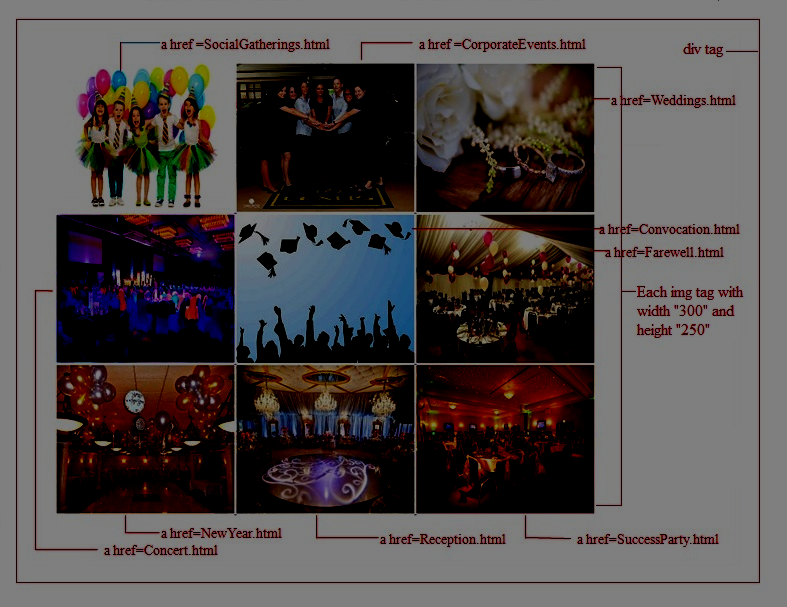 a href =SocialGatherings.html
a href =CorporateEvents.html
div tag
a href=Weddings.html
a href=Convocation.html
a href=Farewell.html
Each img tag with
width "300" and
height "250"
a href=NewYear.html
a href=Reception.html
a href=SuccessParty.html
a href=Concert.html